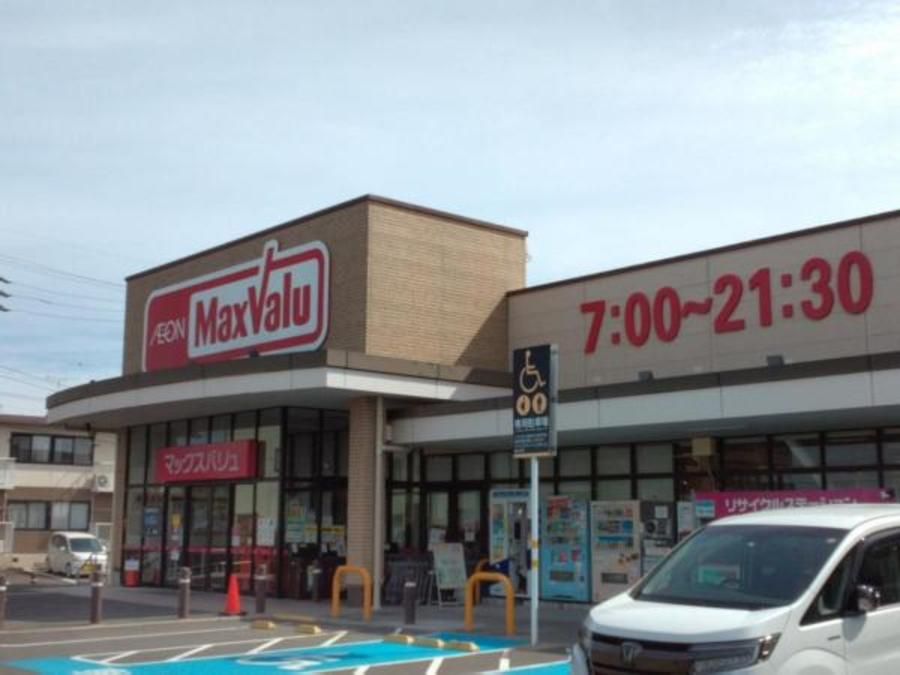 ÆON MaxValu
7:00~21:30
マックスバリュ
リサイクルステーション